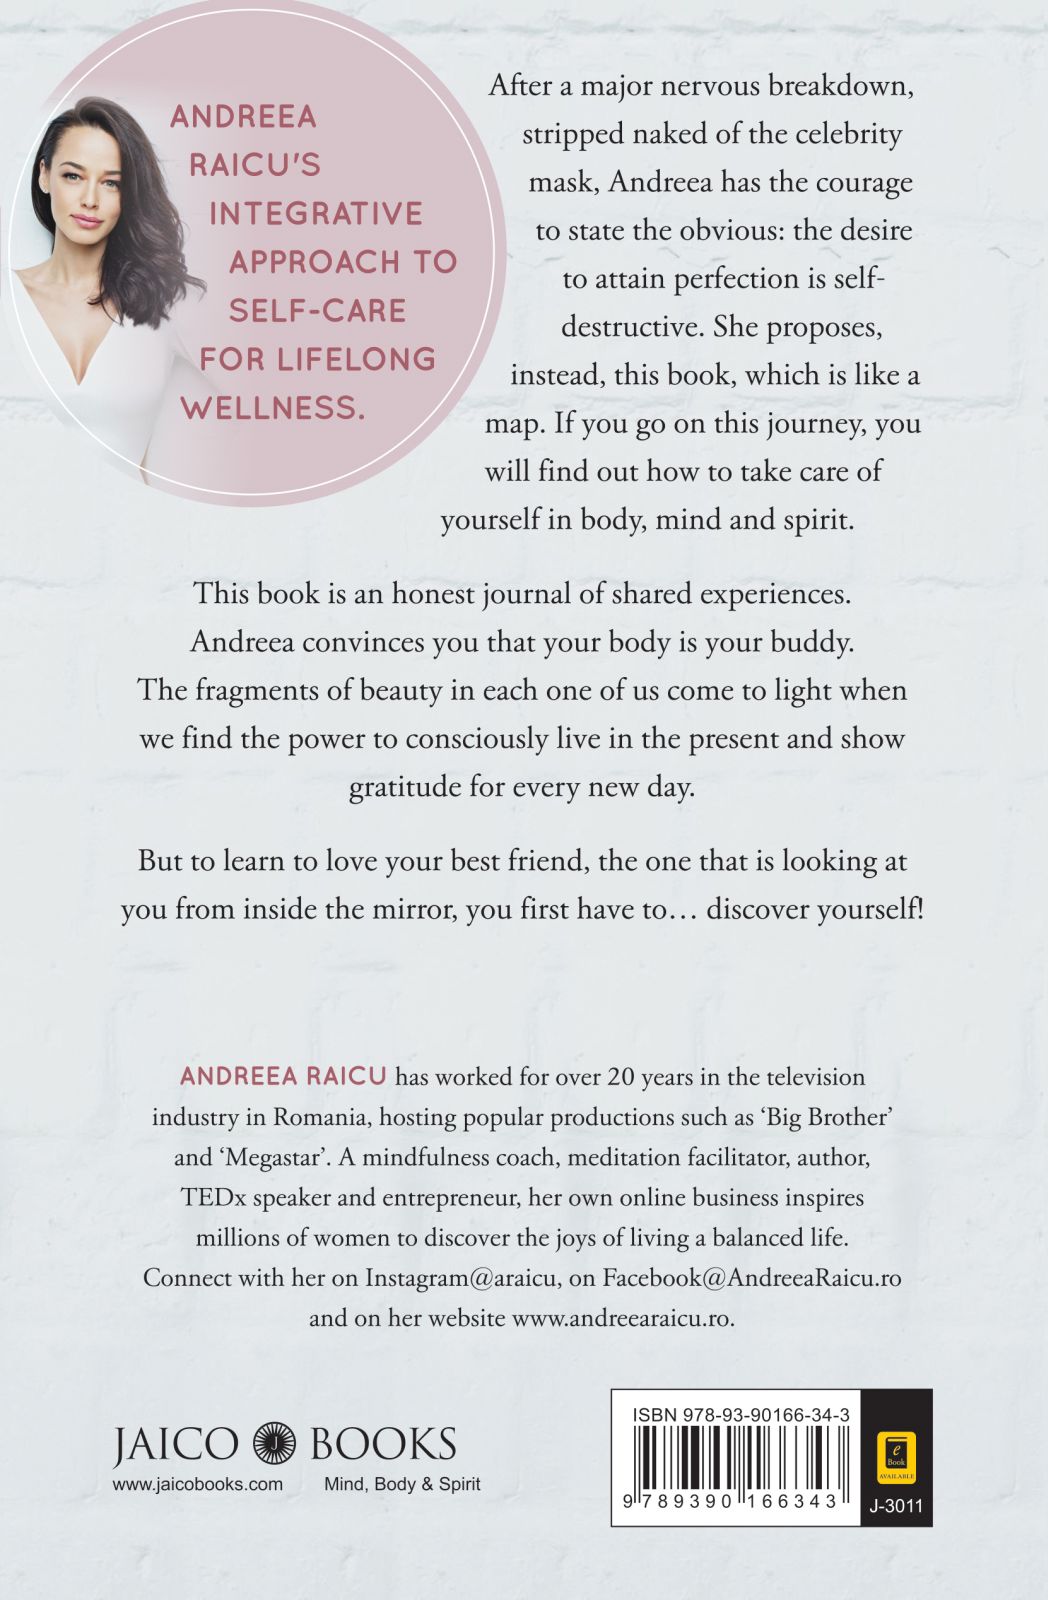 ANDREEA
RAICU'S
INTEGRATIVE
APPROACH TO
SELF-CARE
FOR LIFELONG
WELLNESS.
After a major nervous breakdown,
stripped naked of the celebrity
mask, Andreea has the courage
to state the obvious: the desire
to attain perfection is self-
destructive. She proposes,
instead, this book, which is like a
map. If you go on this journey, you
will find out how to take care of
yourself in body, mind and spirit.
This book is an honest journal of shared experiences.
Andreea convinces you that your body is your buddy.
The fragments of beauty in each one of us come to light when
we find the power to consciously live in the present and show
gratitude for every new day.
But to learn to love your best friend, the one that is looking at
you from inside the mirror, you first have to… discover yourself!
ANDREEA RAICU has worked for over 20 years in the television
industry in Romania, hosting popular productions such as ‘Big Brother’
and ‘Megastar’. A mindfulness coach, meditation facilitator, author,
TEDx speaker and entrepreneur, her own online business inspires
millions of women to discover the joys of living a balanced life.
Connect with her on Instagram@araicu, on Facebook@AndreeaRaicu.ro
and on her website www.andreearaicu.ro.
JAICO J BOOKS
www.jaicobooks.com Mind, Body & Spirit
ISBN 978-93-90166-34-3
9 789390 166343
e
Book
AVAILABLE
J-3011